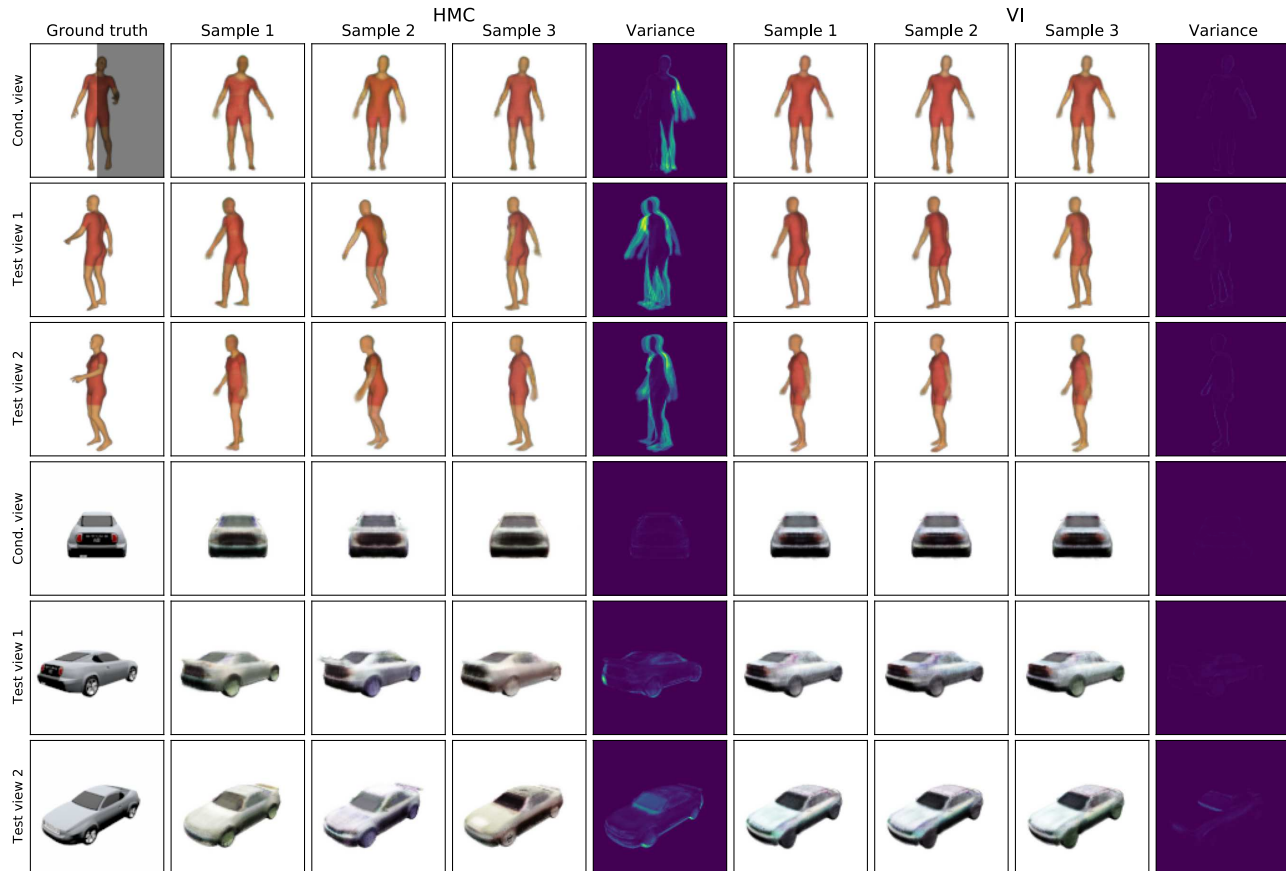 HMC VI
Ground truth Sample 1 Sample 2 Sample 3 Variance Sample 1 Sample 2 Sample 3 Variance
Cond. view
Test view 1
Test view 2
Cond. view
Test view 1
Test view 2